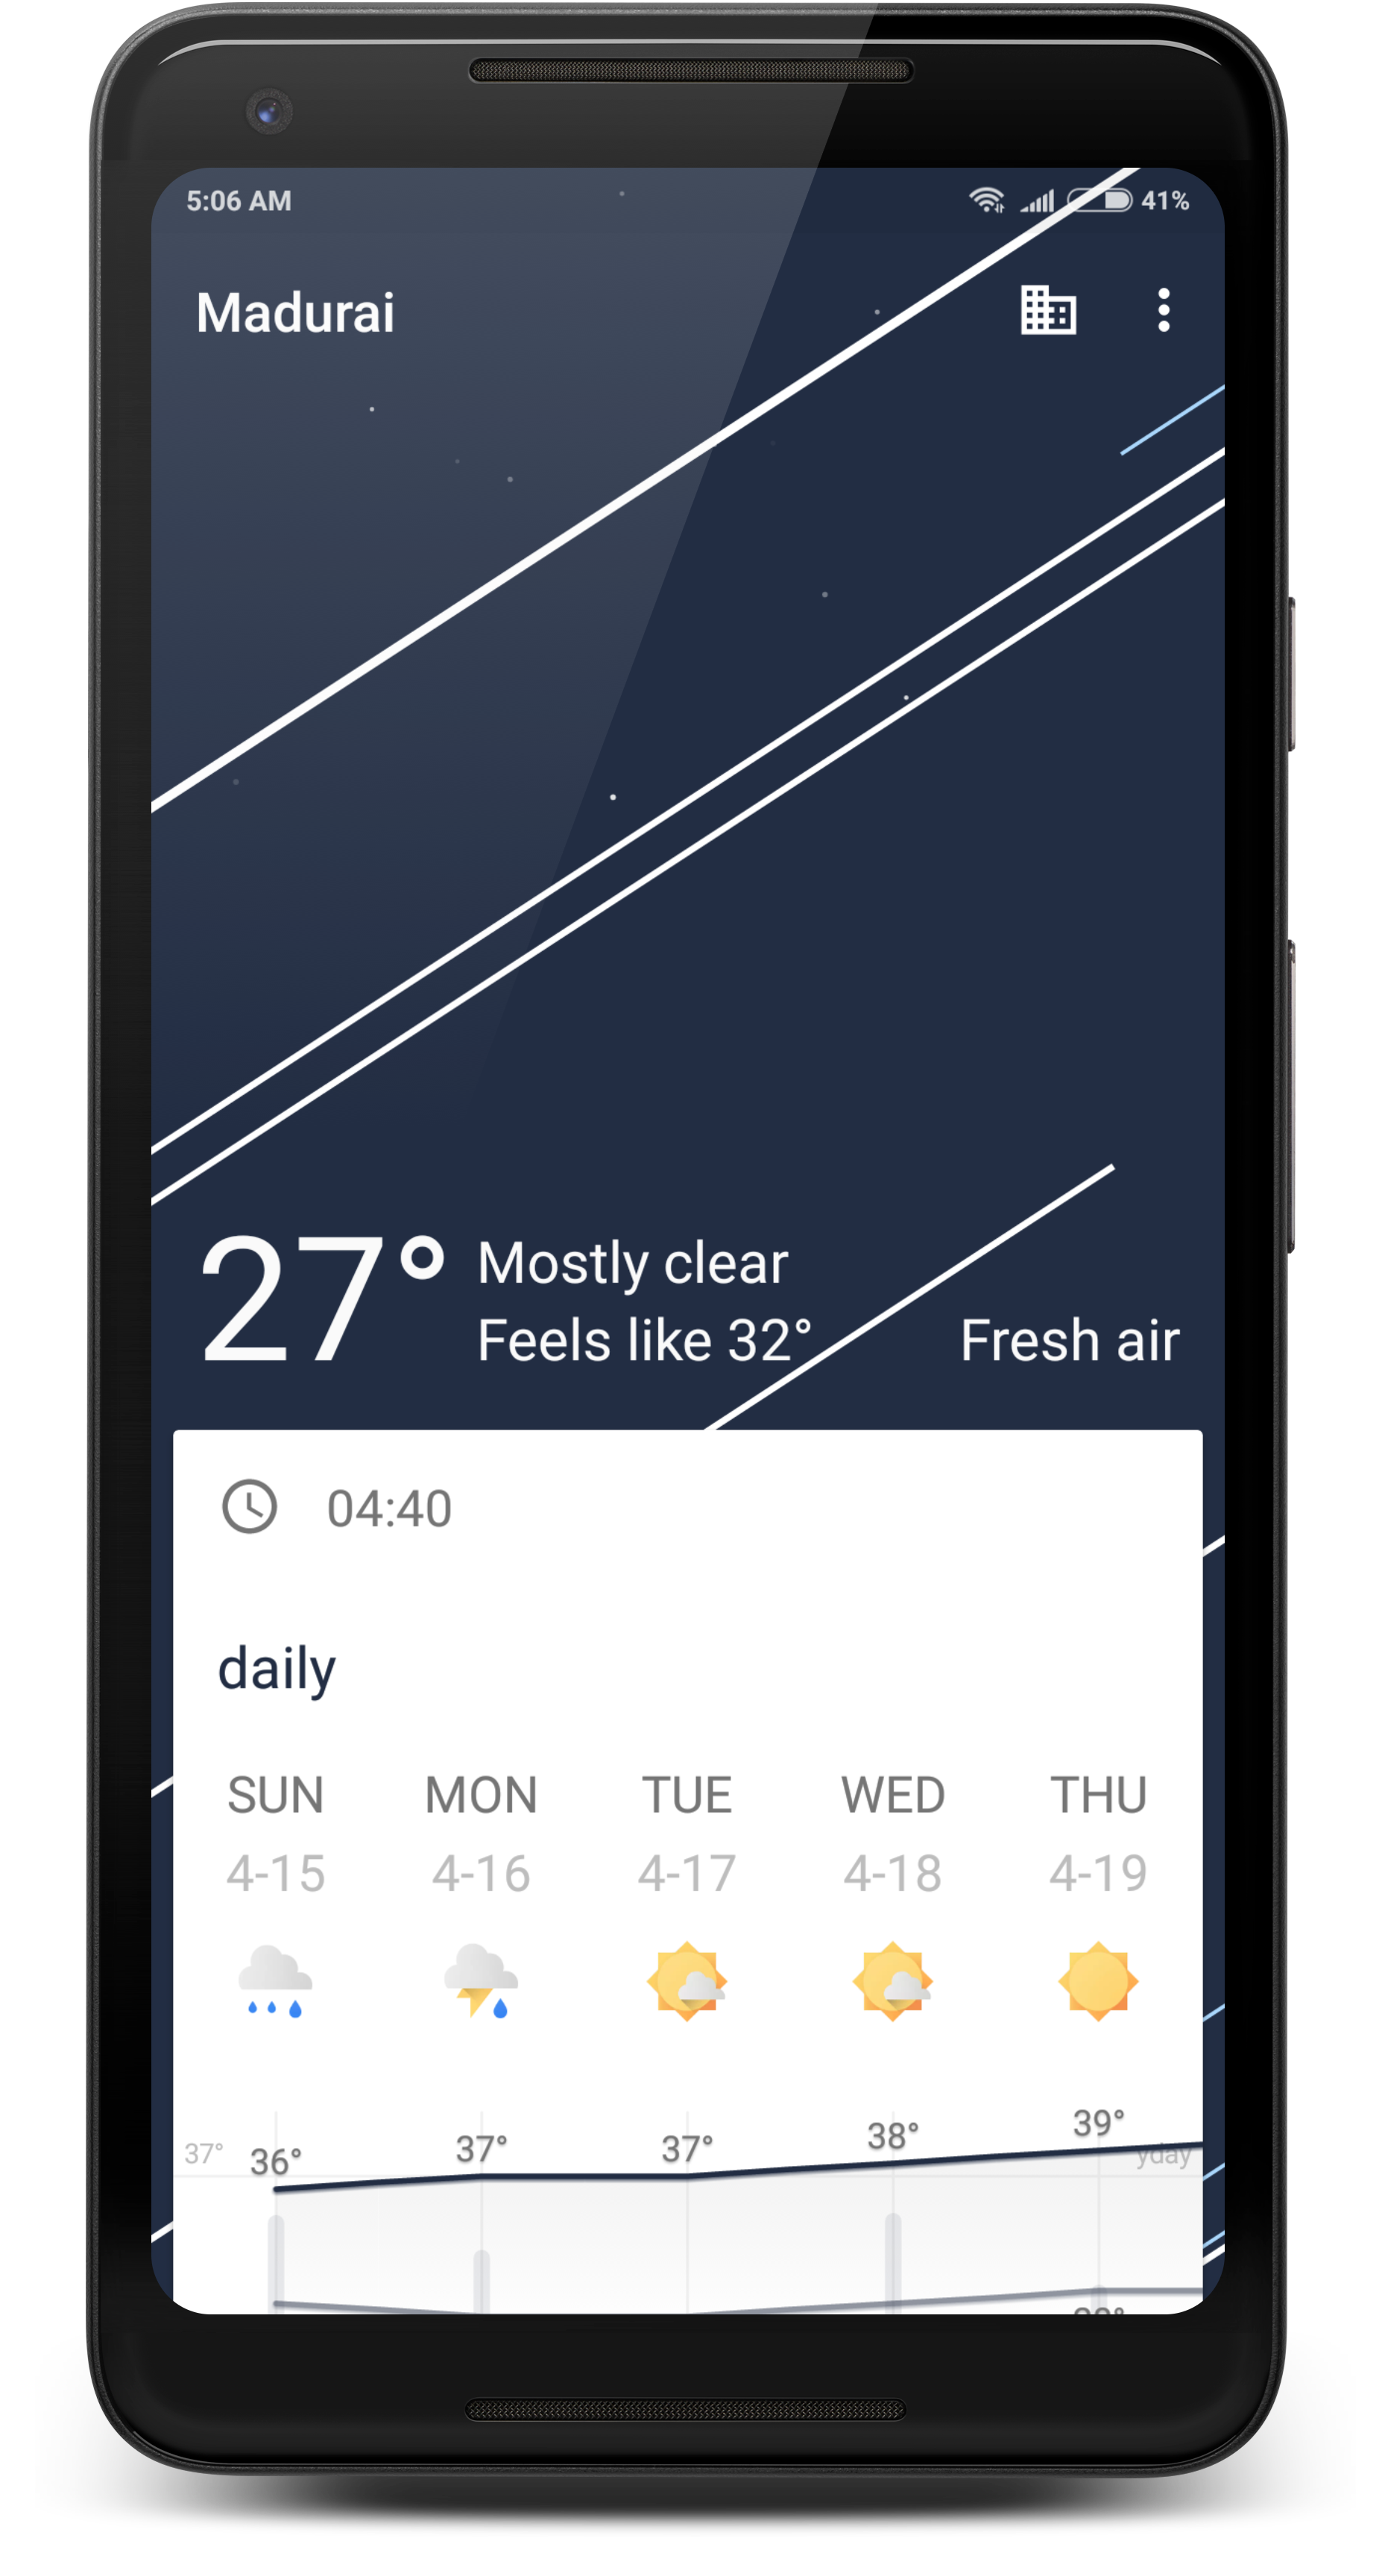 5:06 AM 41%
Madurai
27° Mostly clear
Feels like 32° Fresh air
04:40
daily
SUN MON TUE WED THU
4-15 4-16 4-17 4-18 4-19
37° 36° 37° 37° 38° 39°
yday